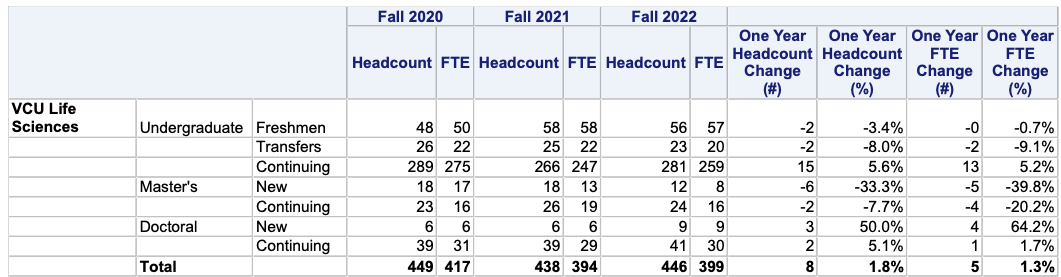 Fall 2020 Fall 2021 Fall 2022
Headcount FTE Headcount FTE Headcount FTE One Year Headcount Change (#) One Year Headcount Change (%) One Year FTE Change (#) One Year FTE Change (%)
VCU Life Sciences
Undergraduate Freshmen 48 50 58 58 56 57 -2 -3.4% -0 -0.7%
Transfers 26 22 25 22 23 20 -2 -8.0% -2 -9.1%
Continuing 289 275 266 247 281 259 15 5.6% 13 5.2%
Master's New 18 17 18 13 12 8 -6 -33.3% -5 -39.8%
Continuing 23 16 26 19 24 16 -2 -7.7% -4 -20.2%
Doctoral New 6 6 6 6 9 9 3 50.0% 4 64.2%
Continuing 39 31 39 29 41 30 2 5.1% 1 1.7%
Total 449 417 438 394 446 399 8 1.8% 5 1.3%